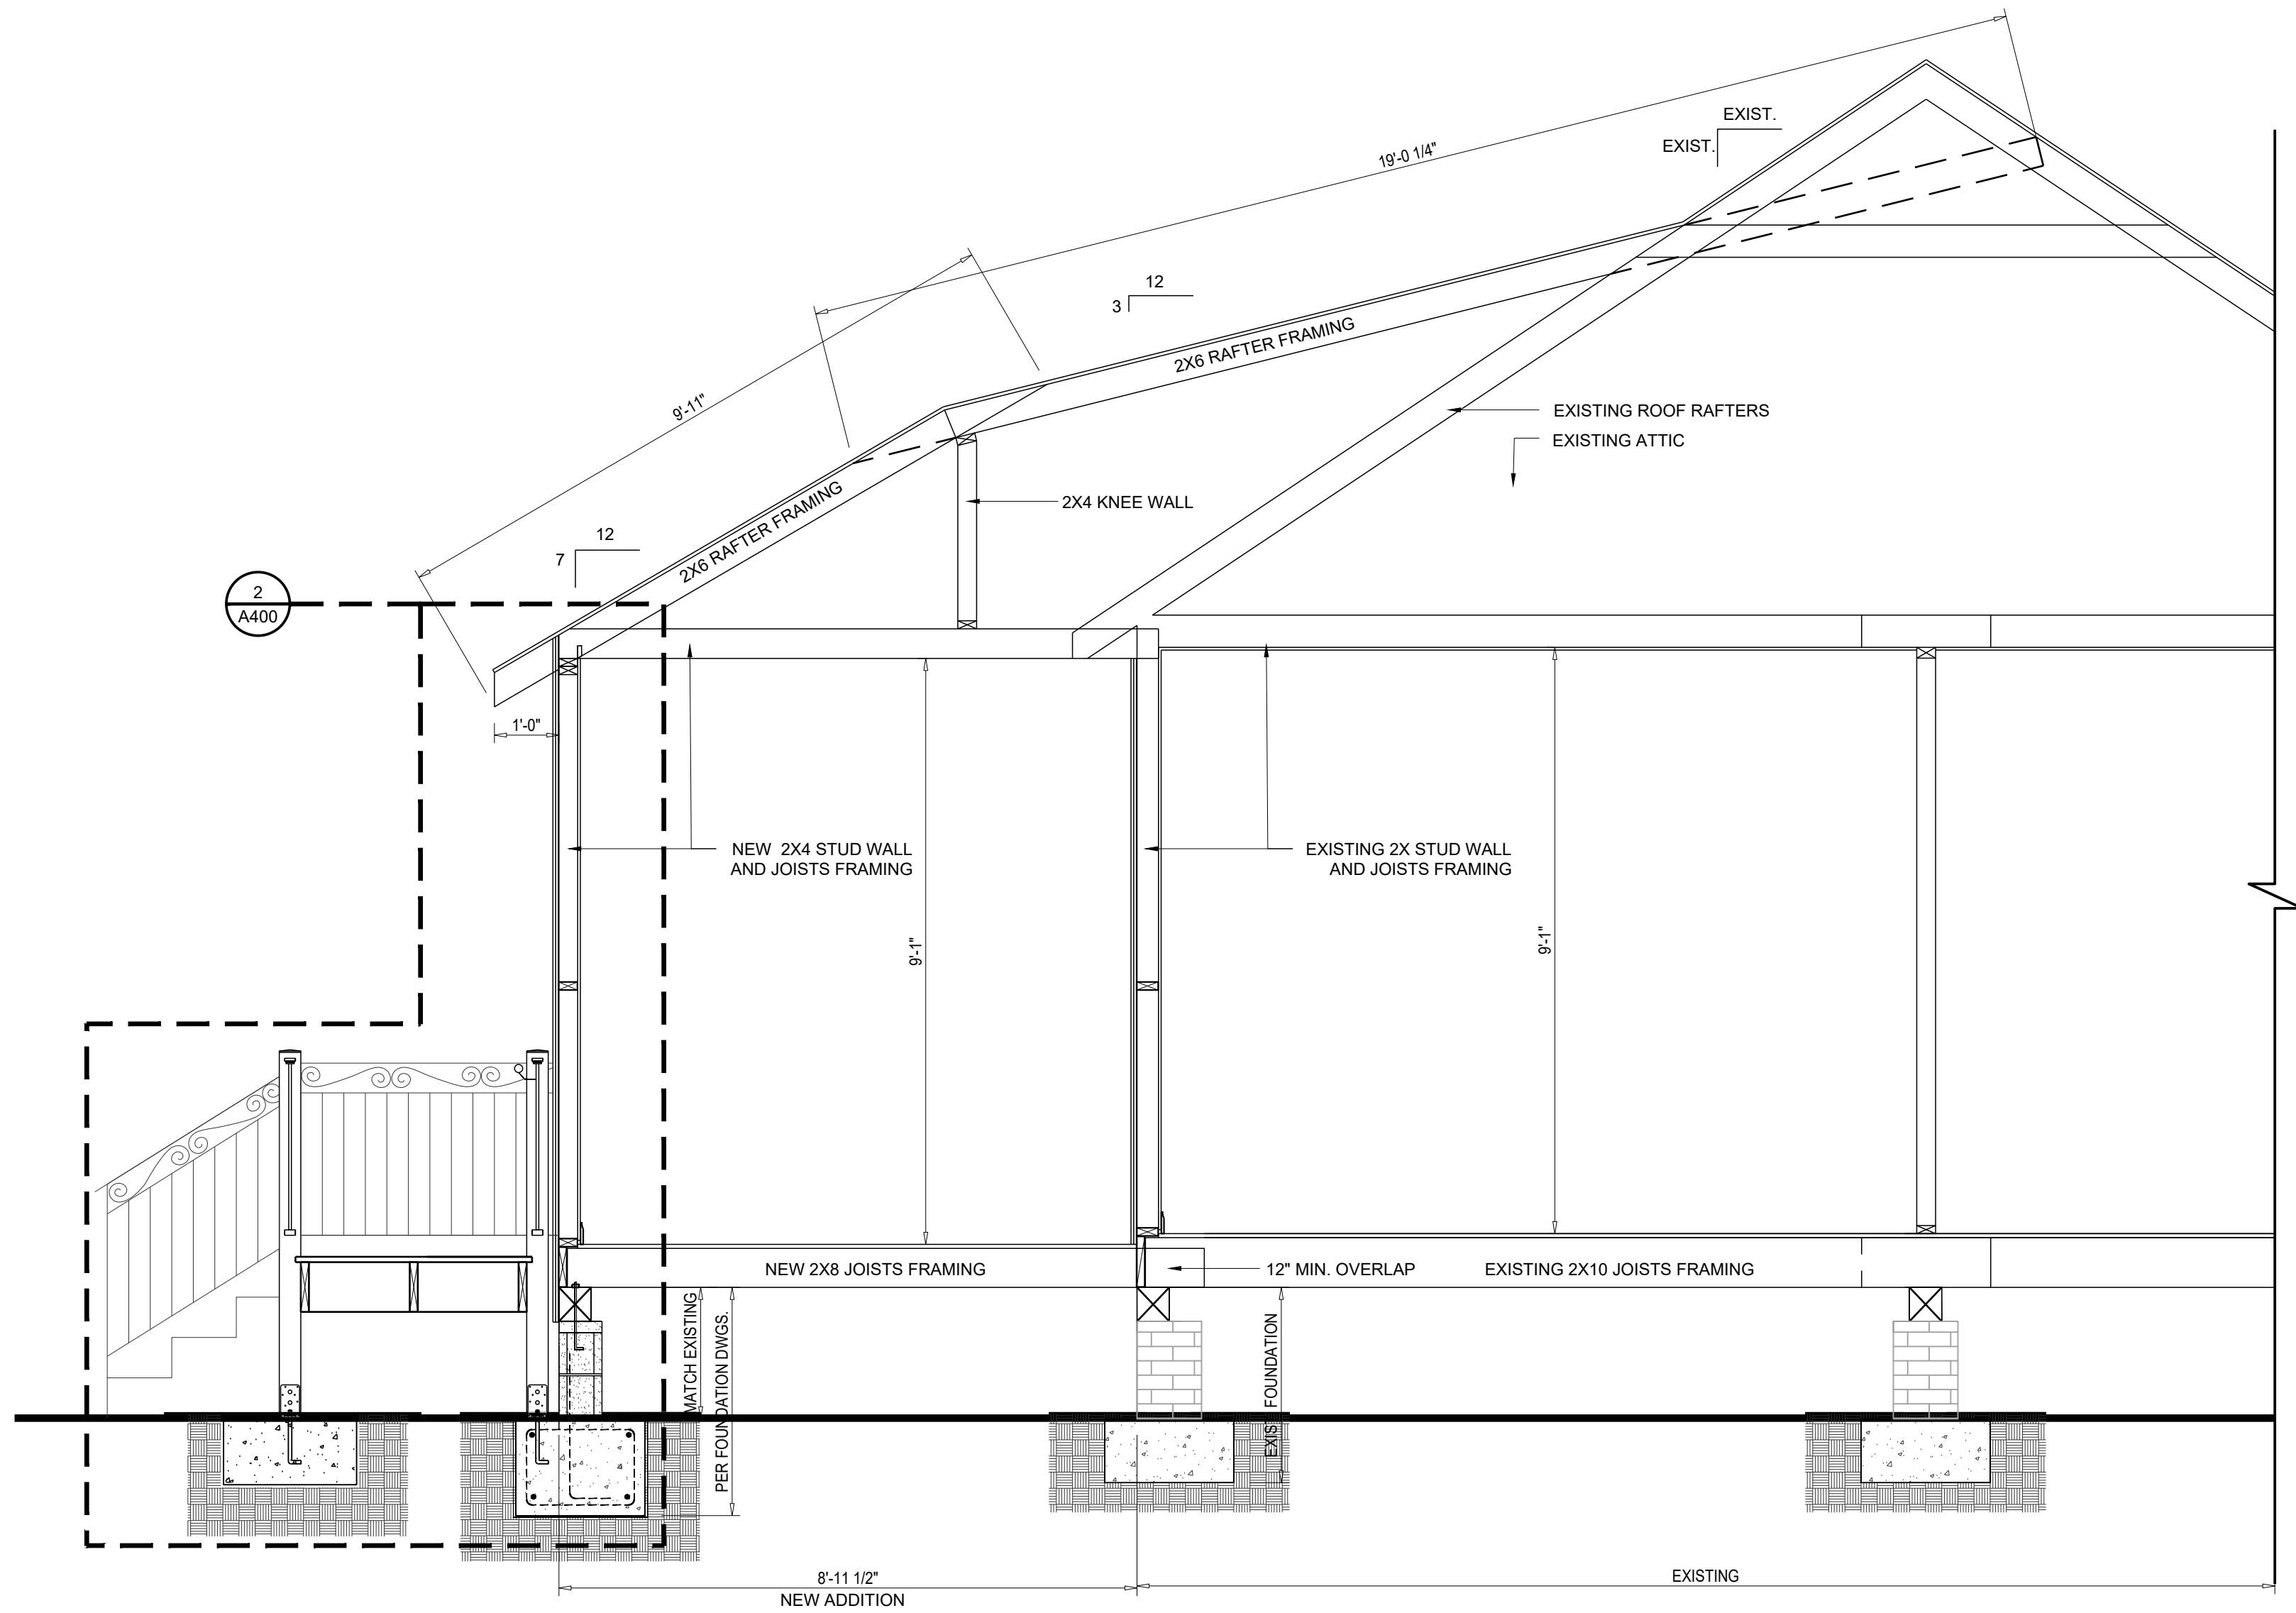 19'-0 1/4"
EXIST.
EXIST.
12
3
2X6 RAFTER FRAMING
9'-11"
EXISTING ROOF RAFTERS
EXISTING ATTIC
2X4 KNEE WALL
2X6 RAFTER FRAMING
12
7
2
A400
1'-0"
NEW 2X4 STUD WALL
AND JOISTS FRAMING
EXISTING 2X STUD WALL
AND JOISTS FRAMING
9'-1"
9'-1"
NEW 2X8 JOISTS FRAMING
12" MIN. OVERLAP
EXISTING 2X10 JOISTS FRAMING
MATCH EXISTING
PER FOUNDATION DWGS.
EXIST. FOUNDATION
8'-11 1/2"
NEW ADDITION
EXISTING